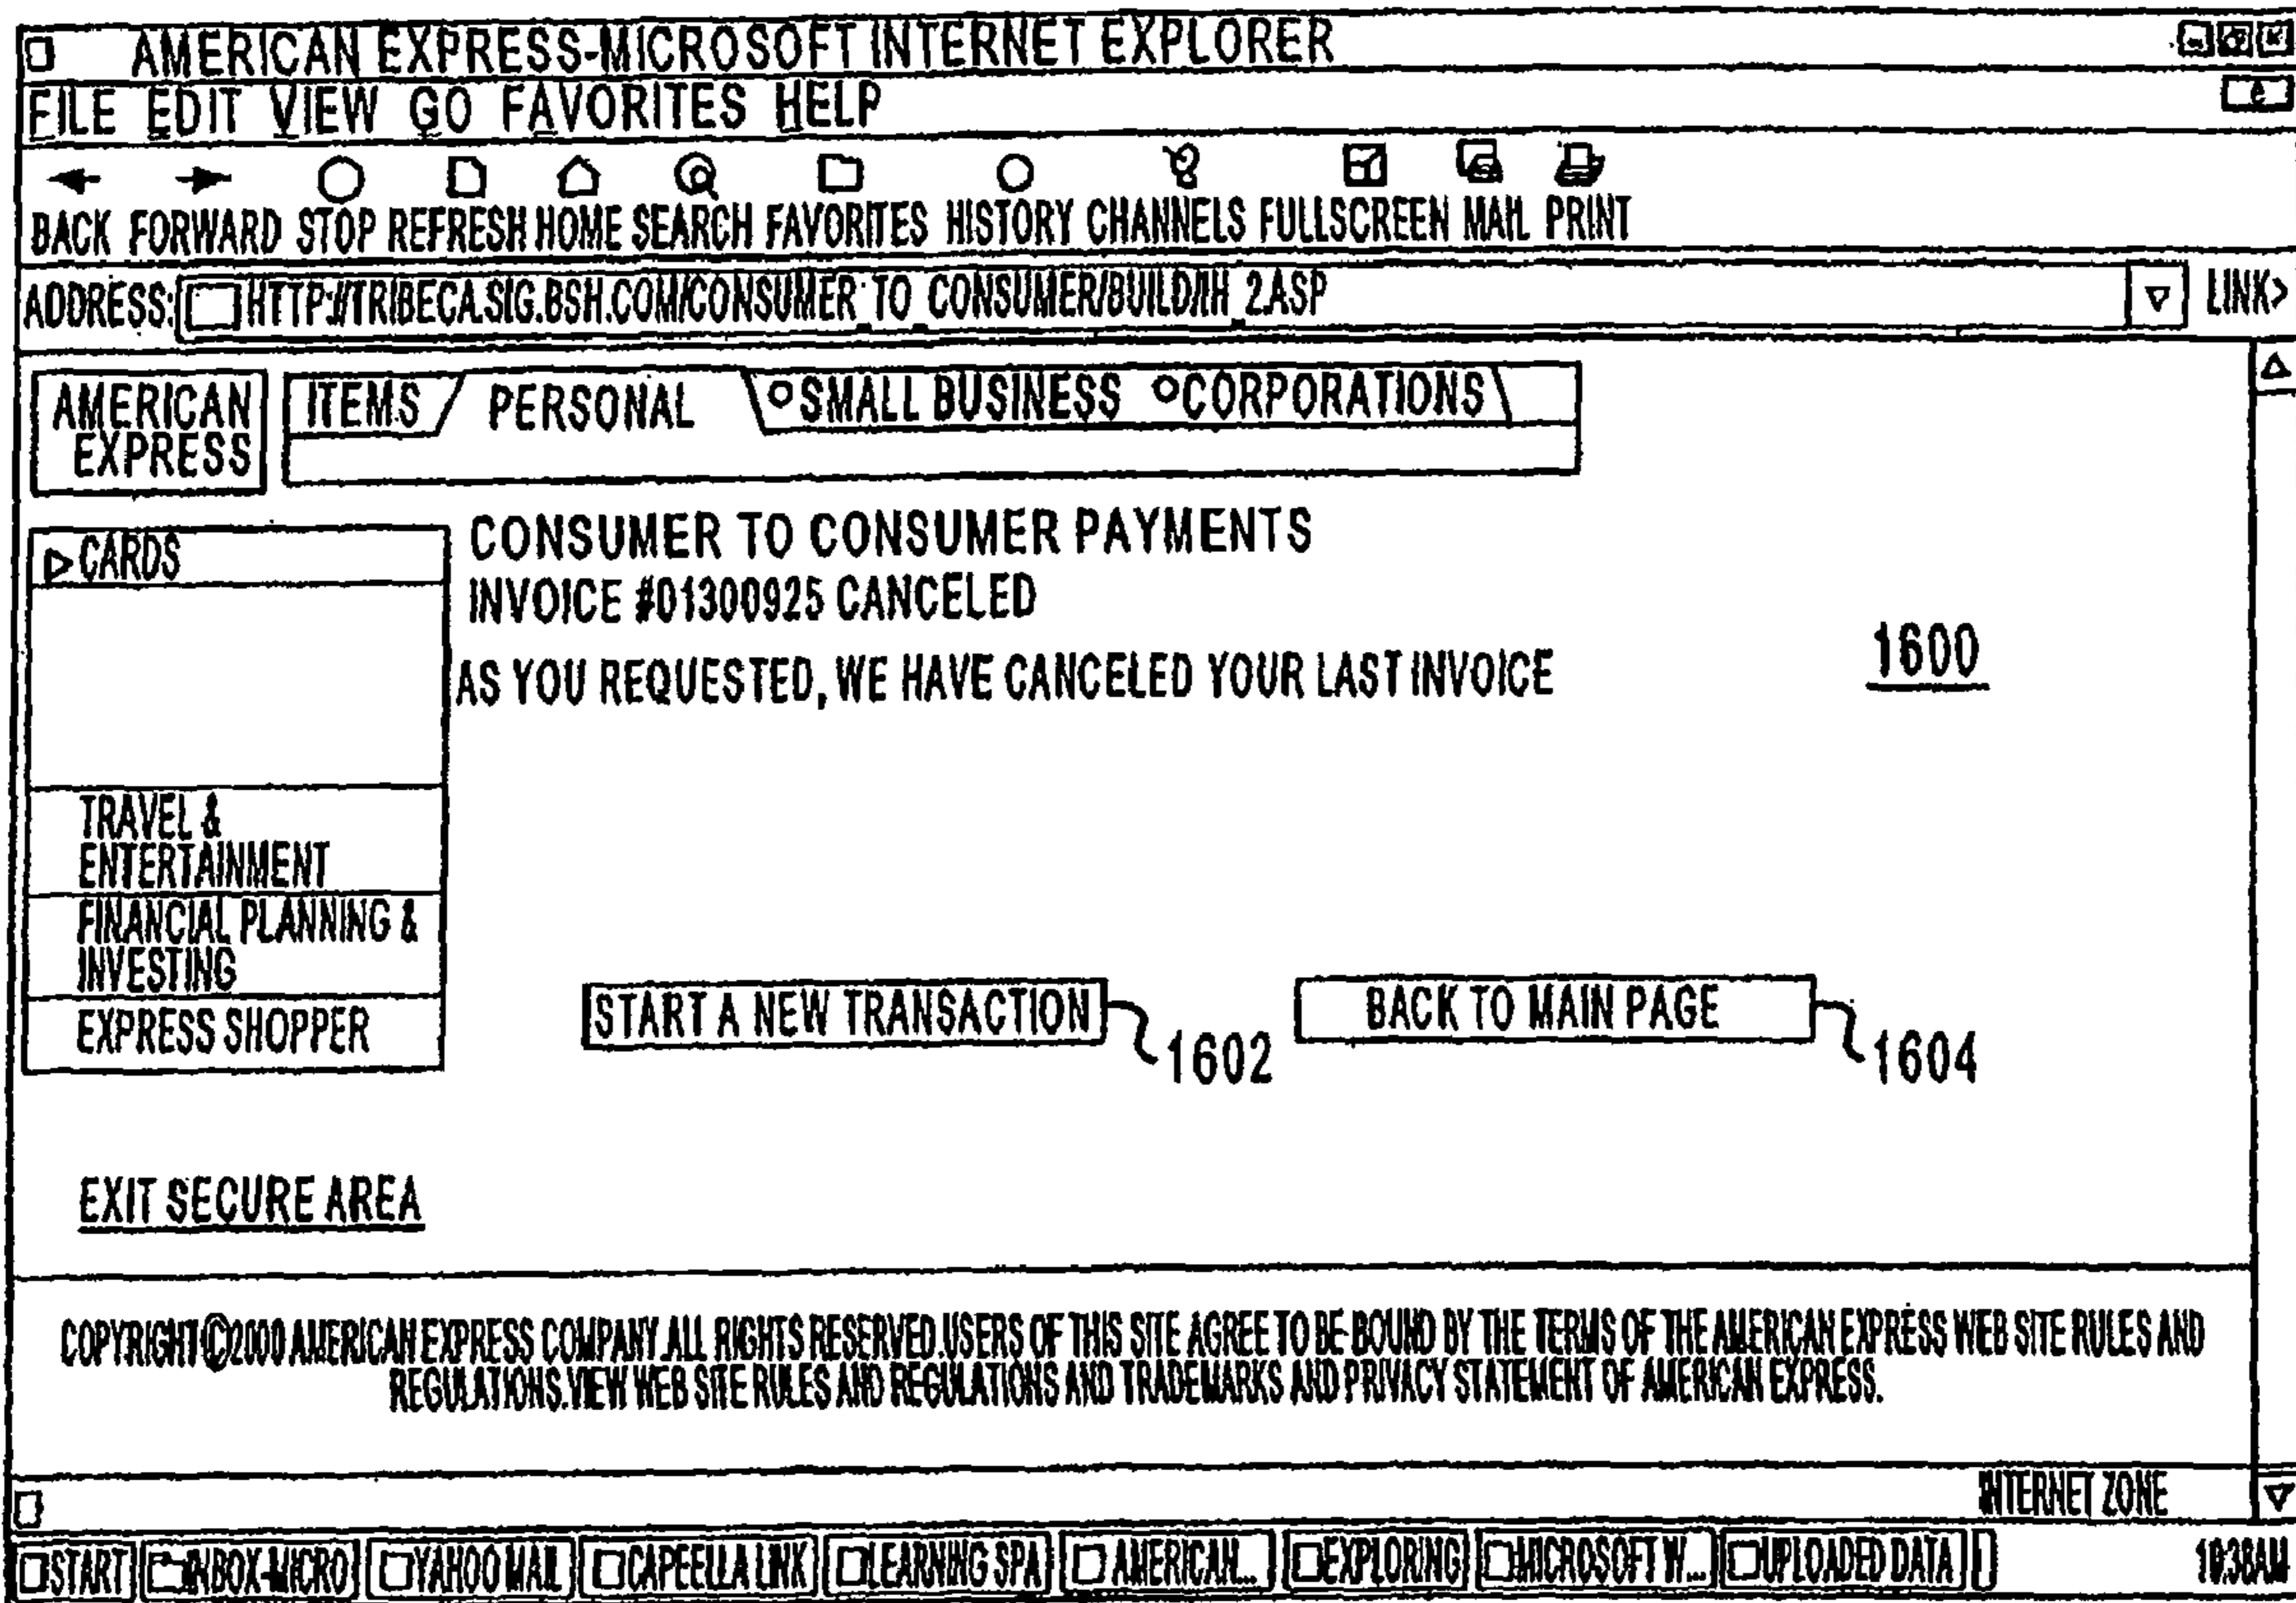 AMERICAN EXPRESS-MICROSOFT INTERNET EXPLORER
FILE EDIT VIEW GO FAVORITES HELP
BACK FORWARD STOP REFRESH HOME SEARCH FAVORITES HISTORY CHANNELS FULLSCREEN MAIL PRINT
ADDRESS: HTTP://TRIBECA.SIG.BSH.COM/CONSUMER_TO_CONSUMER/BUILD/IH_2.ASP LINK>
AMERICAN EXPRESS
ITEMS PERSONAL SMALL BUSINESS CORPORATIONS
CONSUMER TO CONSUMER PAYMENTS
INVOICE #01300925 CANCELED
AS YOU REQUESTED, WE HAVE CANCELED YOUR LAST INVOICE
1600
CARDS
TRAVEL &
ENTERTAINMENT
FINANCIAL PLANNING &
INVESTING
EXPRESS SHOPPER
START A NEW TRANSACTION 1602
BACK TO MAIN PAGE 1604
EXIT SECURE AREA
COPYRIGHT ©2000 AMERICAN EXPRESS COMPANY.ALL RIGHTS RESERVED.USERS OF THIS SITE AGREE TO BE BOUND BY THE TERMS OF THE AMERICAN EXPRESS WEB SITE RULES AND
REGULATIONS.VIEW WEB SITE RULES AND REGULATIONS AND TRADEMARKS AND PRIVACY STATEMENT OF AMERICAN EXPRESS.
INTERNET ZONE
START INBOX-MICRO YAHOO MAIL CAPEELLA LINK LEARNING SPA AMERICAN... EXPLORING MICROSOFT W... UPLOADED DATA 10:38AM